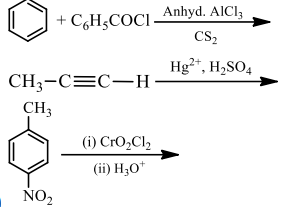 + C₆H₅COCl Anhyd. AlCl₃
CS₂
CH₃–C≡C–H Hg²⁺, H₂SO₄
CH₃
(i) CrO₂Cl₂
(ii) H₃O⁺
NO₂